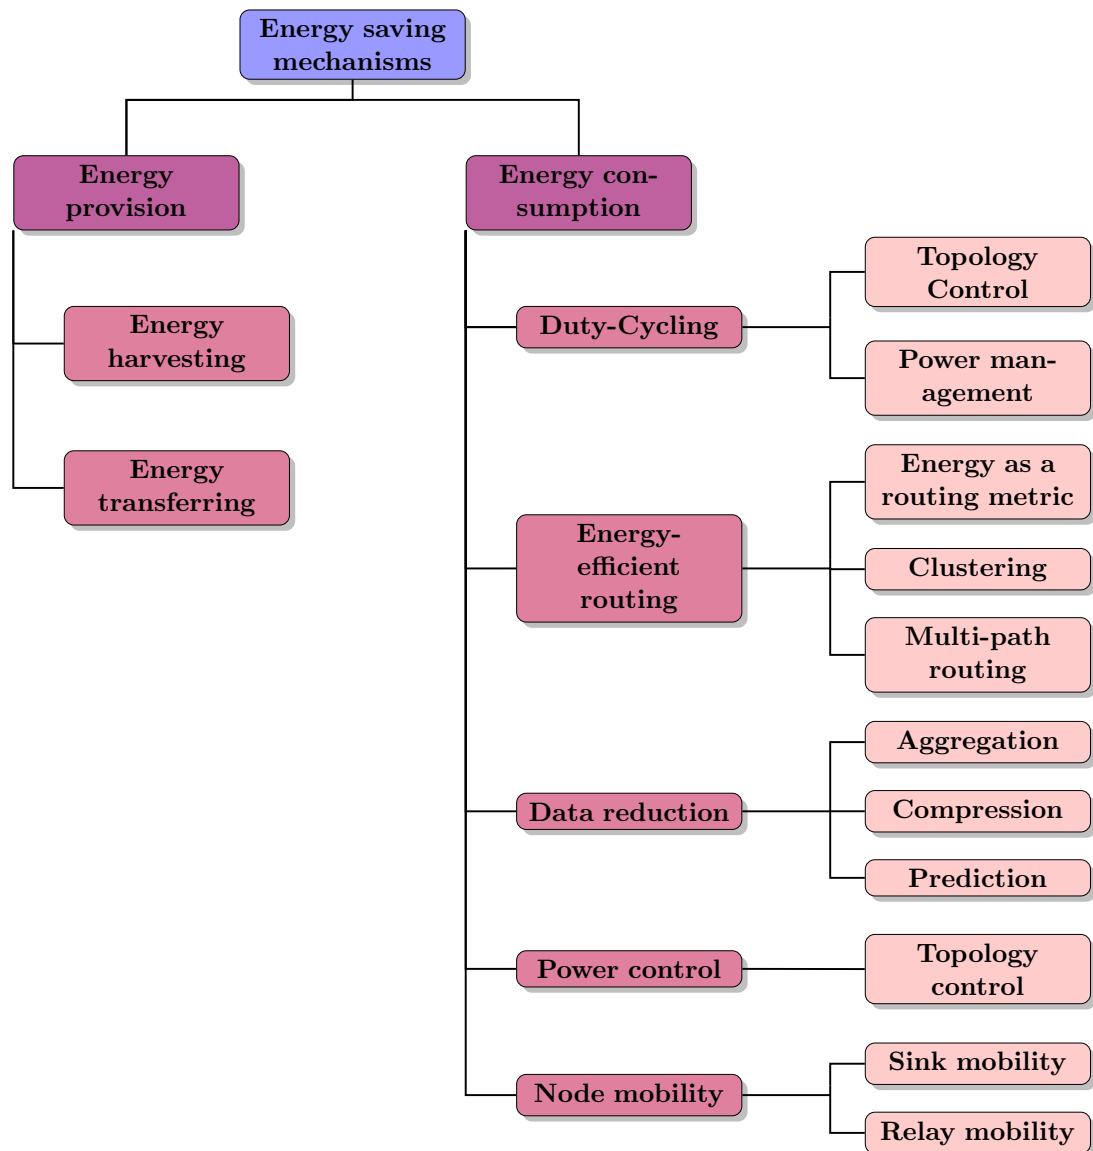 Energy saving
mechanisms
Energy
provision
Energy con-
sumption
Energy
harvesting
Energy
transferring
Duty-Cycling
Topology
Control
Power man-
agement
Energy-
efficient
routing
Energy as a
routing metric
Clustering
Multi-path
routing
Data reduction
Aggregation
Compression
Prediction
Power control
Topology
control
Node mobility
Sink mobility
Relay mobility